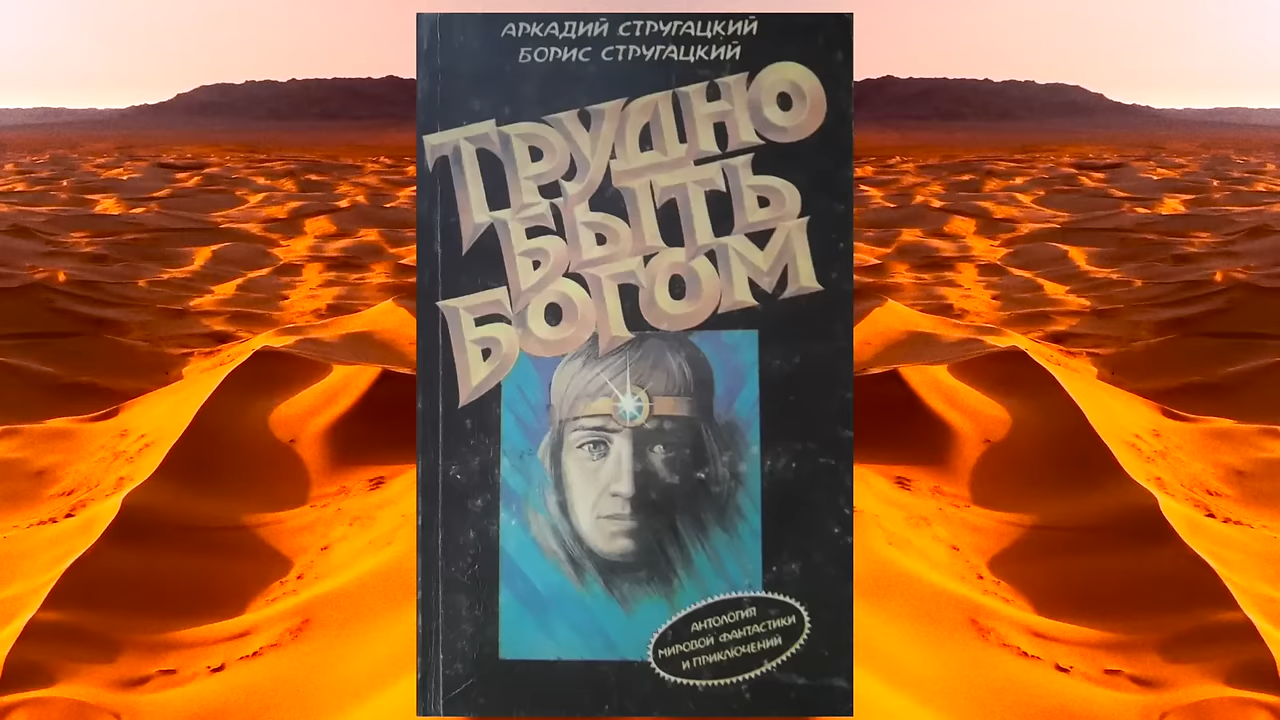 АРКАДИЙ СТРУГАЦКИЙ
БОРИС СТРУГАЦКИЙ
ТРУДНО
БЫТЬ
БОГОМ
АНТОЛОГИЯ
МИРОВОЙ ФАНТАСТИКИ
И ПРИКЛЮЧЕНИЙ